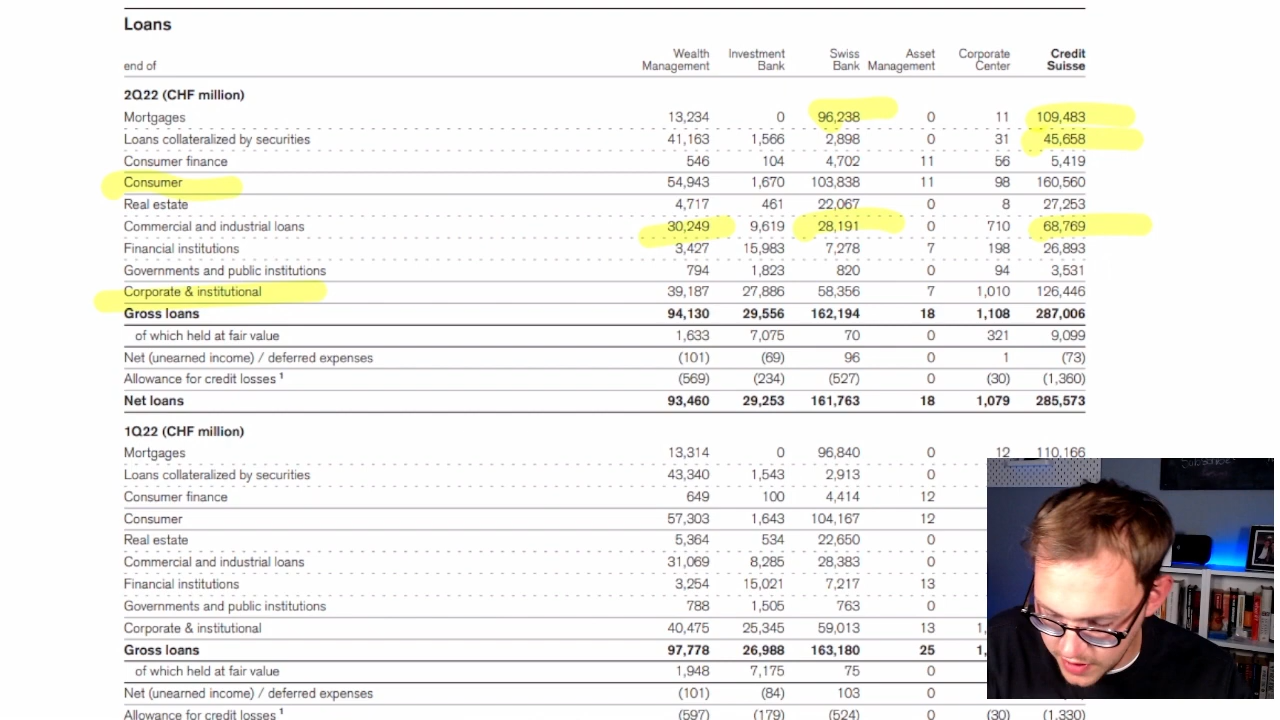 Loans
end of Wealth Management Investment Bank Swiss Bank Asset Management Corporate Center Credit Suisse
2Q22 (CHF million)
Mortgages 13,234 0 96,238 0 11 109,483
Loans collateralized by securities 41,163 1,566 2,898 0 31 45,658
Consumer finance 546 104 4,702 11 56 5,419
Consumer 54,943 1,670 103,838 11 98 160,560
Real estate 4,717 461 22,067 0 8 27,253
Commercial and industrial loans 30,249 9,619 28,191 0 710 68,769
Financial institutions 3,427 15,983 7,278 7 198 26,893
Governments and public institutions 794 1,823 820 0 94 3,531
Corporate & institutional 39,187 27,886 58,356 7 1,010 126,446
Gross loans 94,130 29,556 162,194 18 1,108 287,006
of which held at fair value 1,633 7,075 70 0 321 9,099
Net (unearned income) / deferred expenses (101) (69) 96 0 1 (73)
Allowance for credit losses 1 (569) (234) (527) 0 (30) (1,360)
Net loans 93,460 29,253 161,763 18 1,079 285,573
1Q22 (CHF million)
Mortgages 13,314 0 96,840 0 12 110,166
Loans collateralized by securities 43,340 1,543 2,913 0
Consumer finance 649 100 4,414 12
Consumer 57,303 1,643 104,167 12
Real estate 5,364 534 22,650 0
Commercial and industrial loans 31,069 8,285 28,383 0
Financial institutions 3,254 15,021 7,217 13
Governments and public institutions 788 1,505 763 0
Corporate & institutional 40,475 25,345 59,013 13 1,
Gross loans 97,778 26,988 163,180 25 1,
of which held at fair value 1,948 7,175 75 0
Net (unearned income) / deferred expenses (101) (84) 103 0
Allowance for credit losses 1 (597) (179) (524) 0 (30) (1,330)